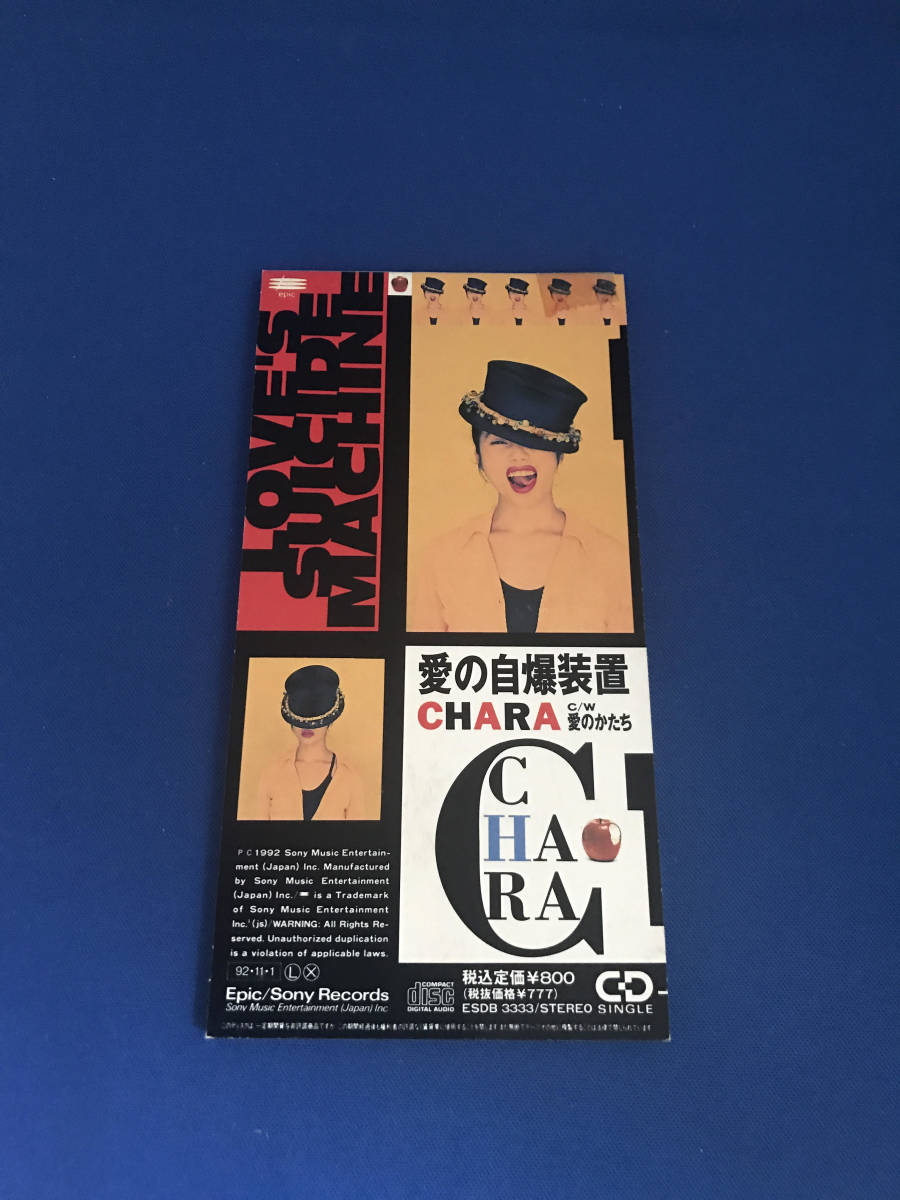 epic
LOVE'S
SUICIDE
MACHINE
愛の自爆装置
CHARA C/W 愛のかたち
C
C
HA
RA
P C 1992 Sony Music Entertain-
ment (Japan) Inc. Manufactured
by Sony Music Entertainment
(Japan) Inc./ is a Trademark
of Sony Music Entertainment
Inc. (js)/WARNING: All Rights Re-
served. Unauthorized duplication
is a violation of applicable laws.
92・11・1 L X
Epic/Sony Records
Sony Music Entertainment (Japan) Inc
COMPACT
disc
DIGITAL AUDIO
税込定価¥800
(税抜価格¥777)
ESDB 3333/STEREO
CD
SINGLE